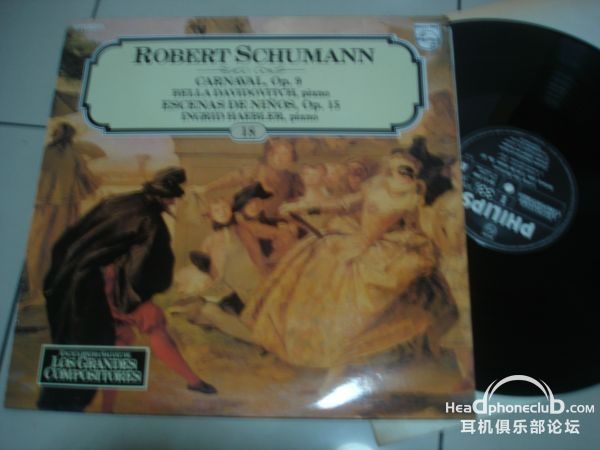 PHILIPS
ROBERT SCHUMANN
CARNAVAL, Op. 9
BELLA DAVIDOVITCH, piano
ESCENAS DE NIÑOS, Op. 15
INGRID HAEBLER, piano
18
LOS GRANDES
COMPOSITORES
PHILIPS
HeadphoneClub.com
耳机俱乐部论坛